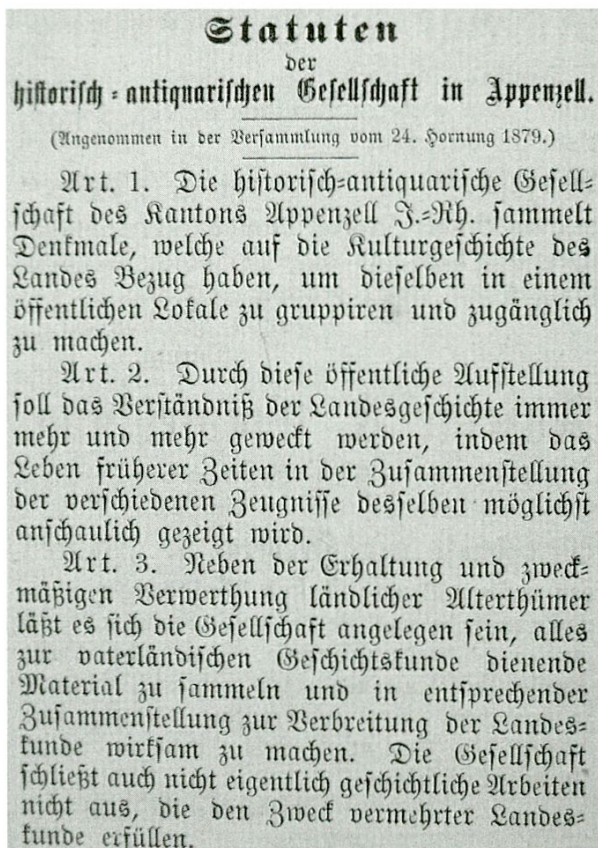 Statuten
der
historisch-antiquarischen Gesellschaft in Appenzell.
(Angenommen in der Versammlung vom 24. Hornung 1879.)
Art. 1. Die historisch-antiquarische Gesell-
schaft des Kantons Appenzell J.-Rh. sammelt
Denkmale, welche auf die Kulturgeschichte des
Landes Bezug haben, um dieselben in einem
öffentlichen Lokale zu gruppiren und zugänglich
zu machen.
Art. 2. Durch diese öffentliche Aufstellung
soll das Verständniß der Landesgeschichte immer
mehr und mehr geweckt werden, indem das
Leben früherer Zeiten in der Zusammenstellung
der verschiedenen Zeugnisse desselben möglichst
anschaulich gezeigt wird.
Art. 3. Neben der Erhaltung und zweck-
mäßigen Verwerthung ländlicher Alterthümer
läßt es sich die Gesellschaft angelegen sein, alles
zur vaterländischen Geschichtskunde dienende
Material zu sammeln und in entsprechender
Zusammenstellung zur Verbreitung der Landes-
kunde wirksam zu machen. Die Gesellschaft
schließt auch nicht eigentlich geschichtliche Arbeiten
nicht aus, die den Zweck vermehrter Landes-
kunde erfüllen.